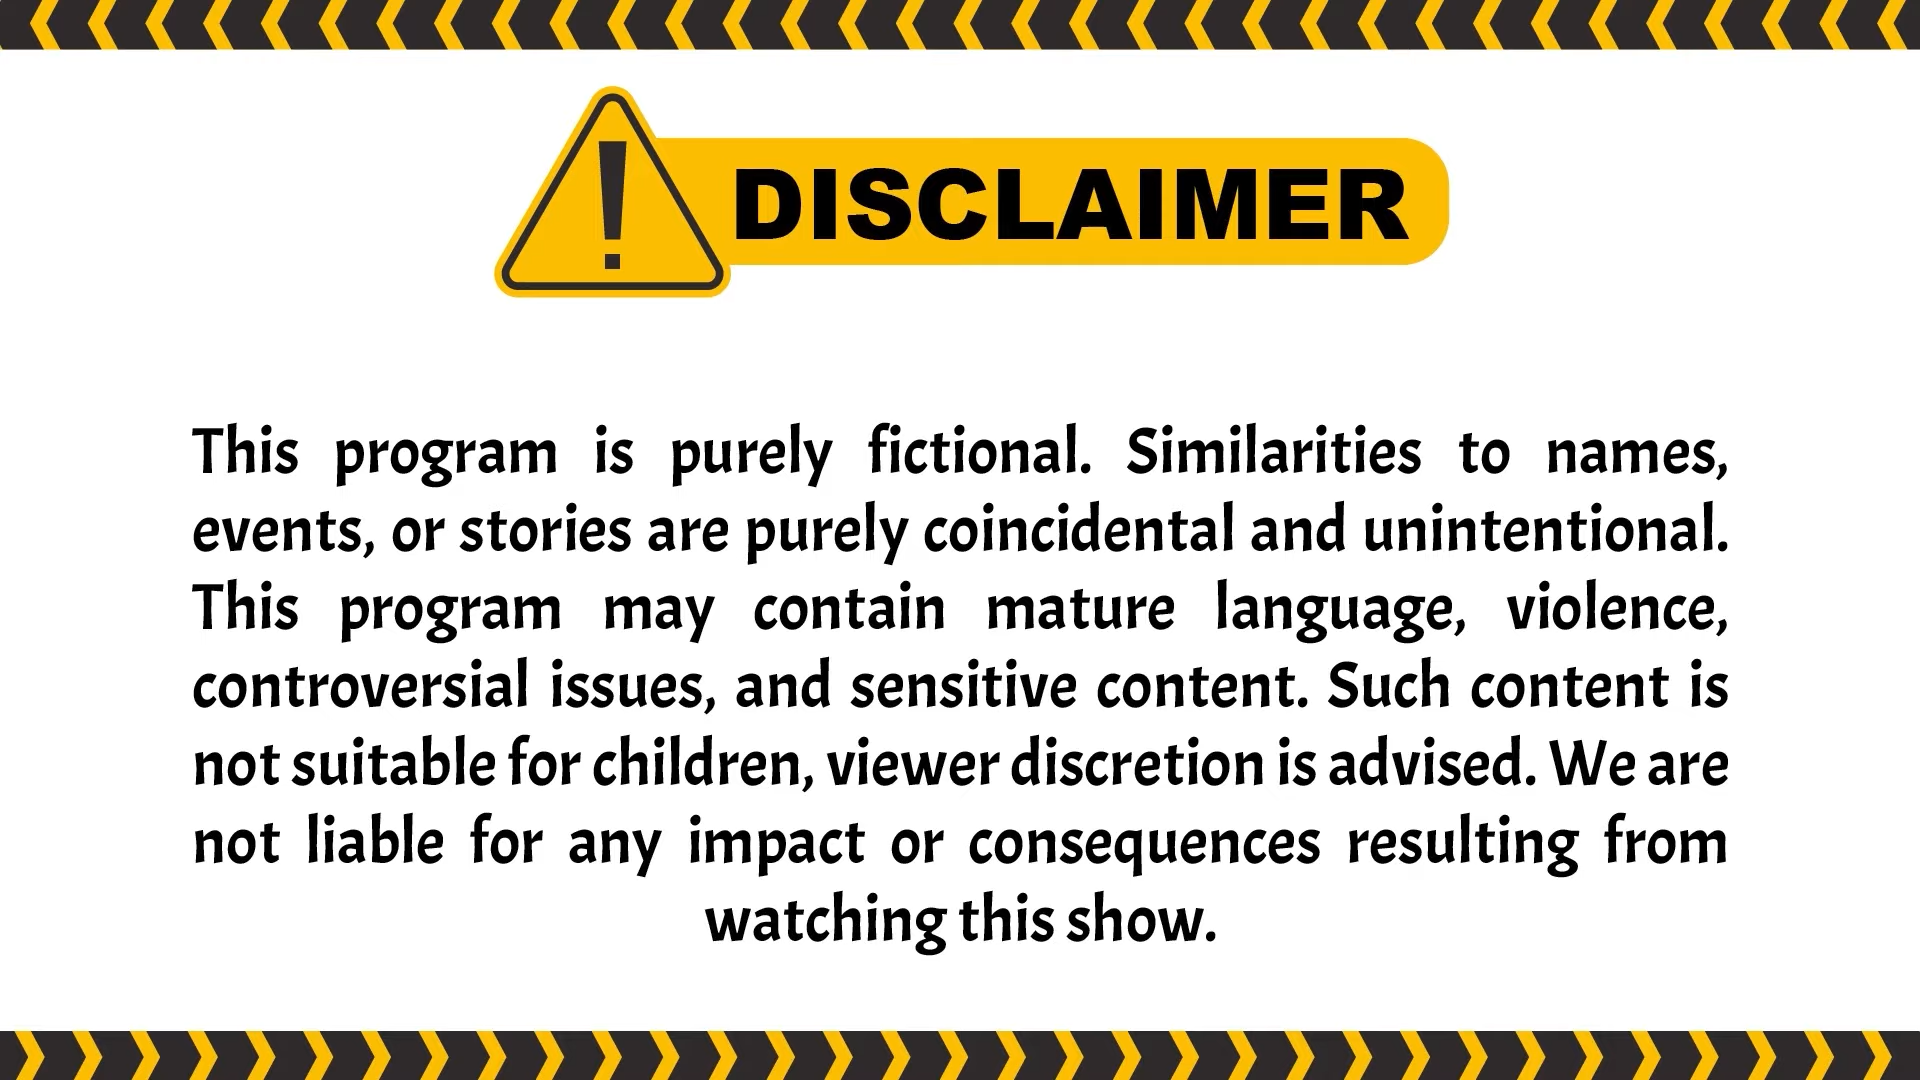 !
DISCLAIMER
This program is purely fictional. Similarities to names,
events, or stories are purely coincidental and unintentional.
This program may contain mature language, violence,
controversial issues, and sensitive content. Such content is
not suitable for children, viewer discretion is advised. We are
not liable for any impact or consequences resulting from
watching this show.